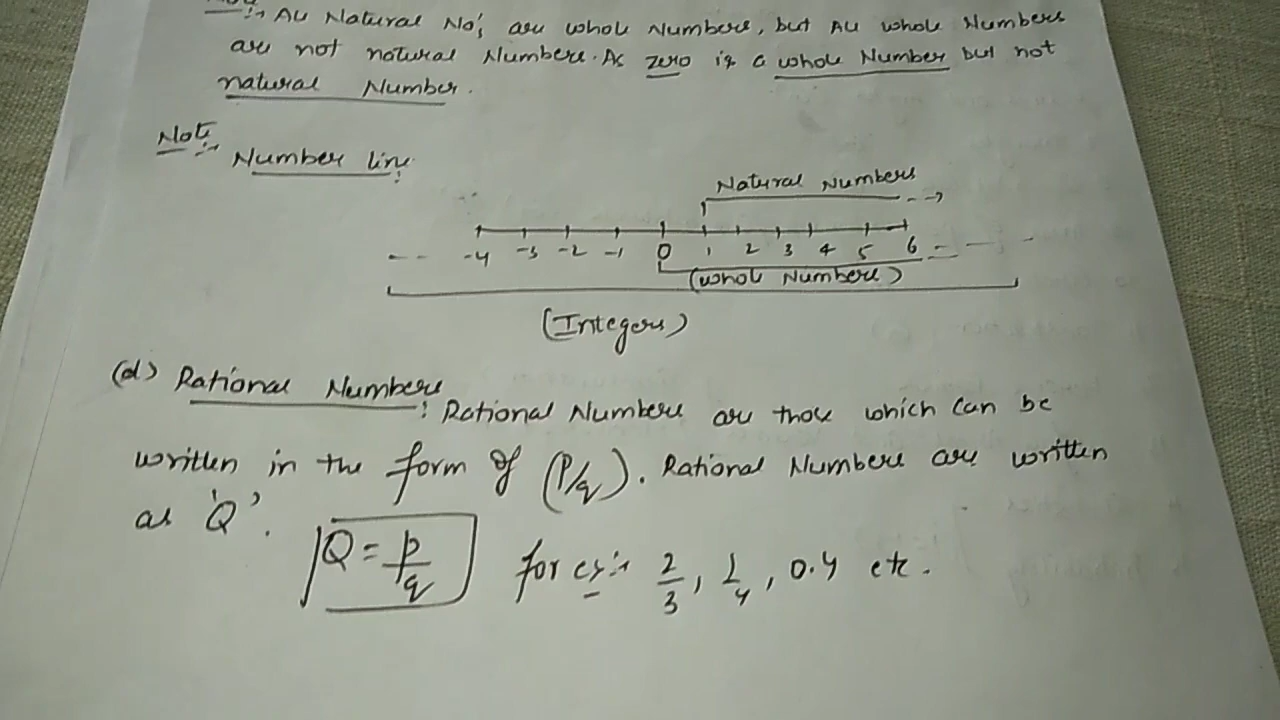 Note:- All Natural No's are whole Numbers, but All whole Numbers
are not natural Numbers. As zero is a whole Number but not
natural Number.
Note:-
Number line:
Natural Numbers
-4 -3 -2 -1 0 1 2 3 4 5 6
(whole Numbers)
(Integers)
(d) Rational Numbers: Rational Numbers are those which can be
written in the form of (P/q). Rational Numbers are written
as 'Q'.
Q = p/q for eg:- 2/3, 1/4, 0.4 etc.